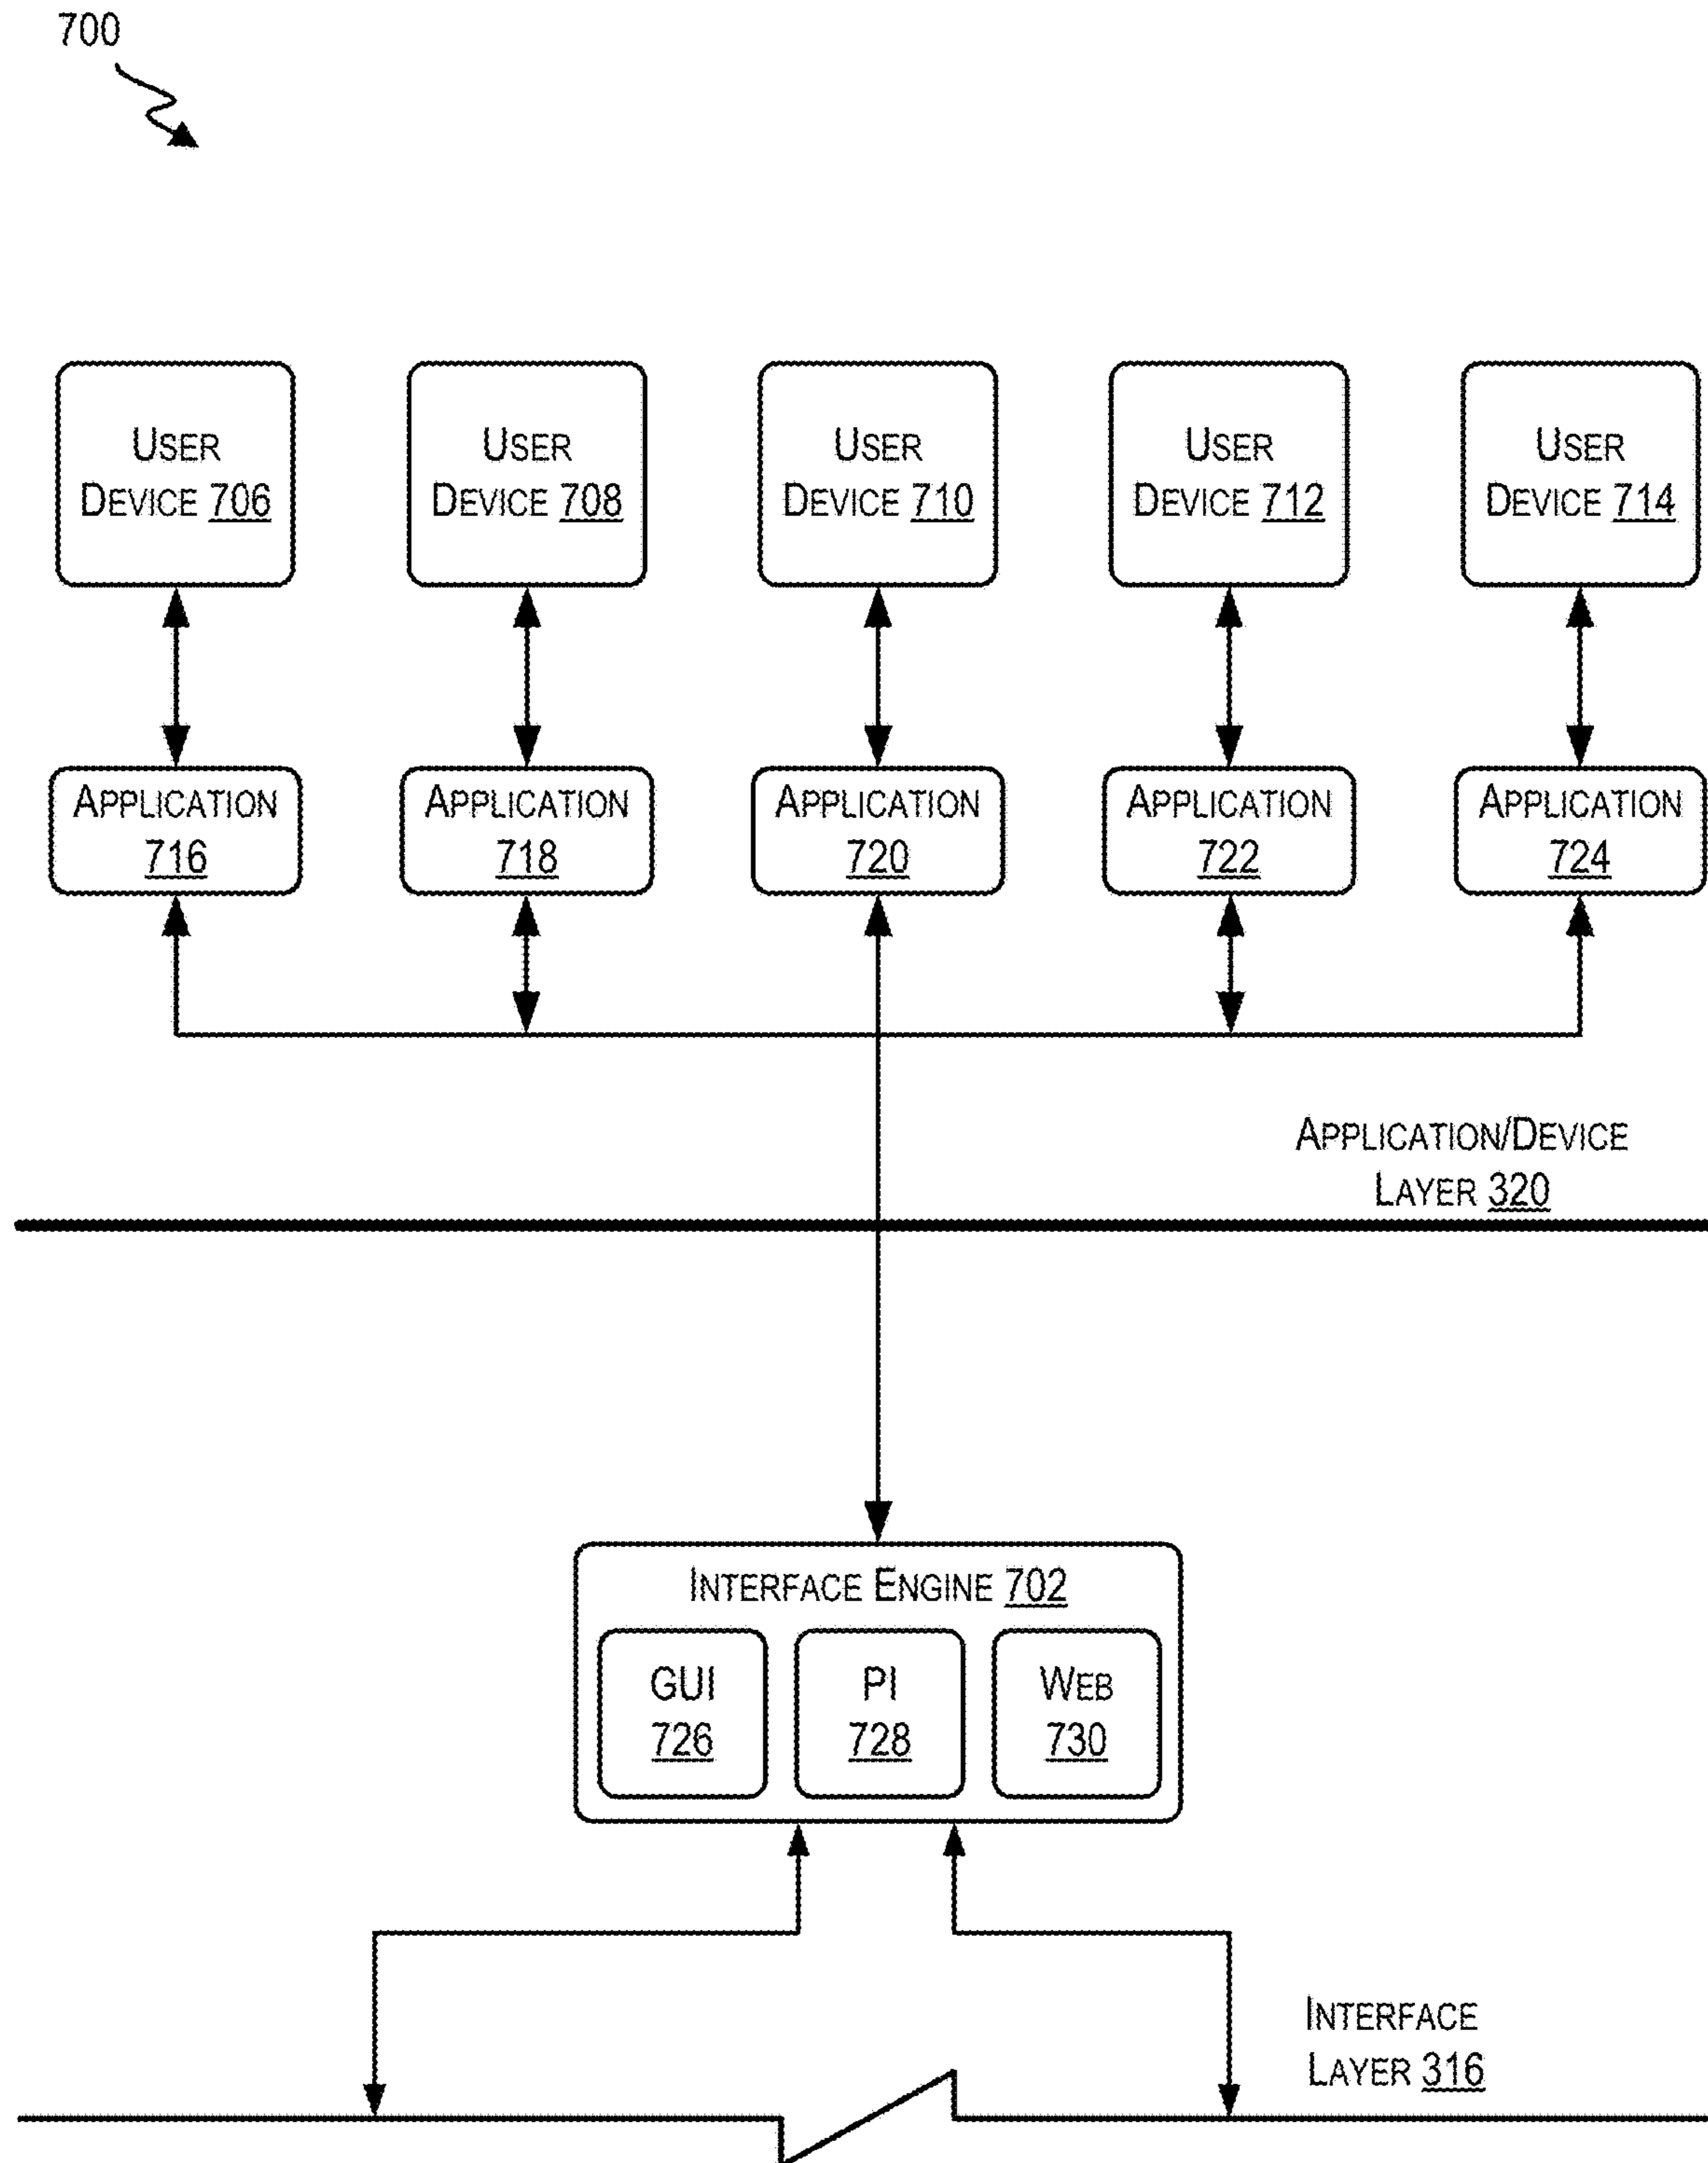 700
USER
DEVICE 706
USER
DEVICE 708
USER
DEVICE 710
USER
DEVICE 712
USER
DEVICE 714
APPLICATION
716
APPLICATION
718
APPLICATION
720
APPLICATION
722
APPLICATION
724
APPLICATION/DEVICE
LAYER 320
INTERFACE ENGINE 702
GUI
726
PI
728
WEB
730
INTERFACE
LAYER 316